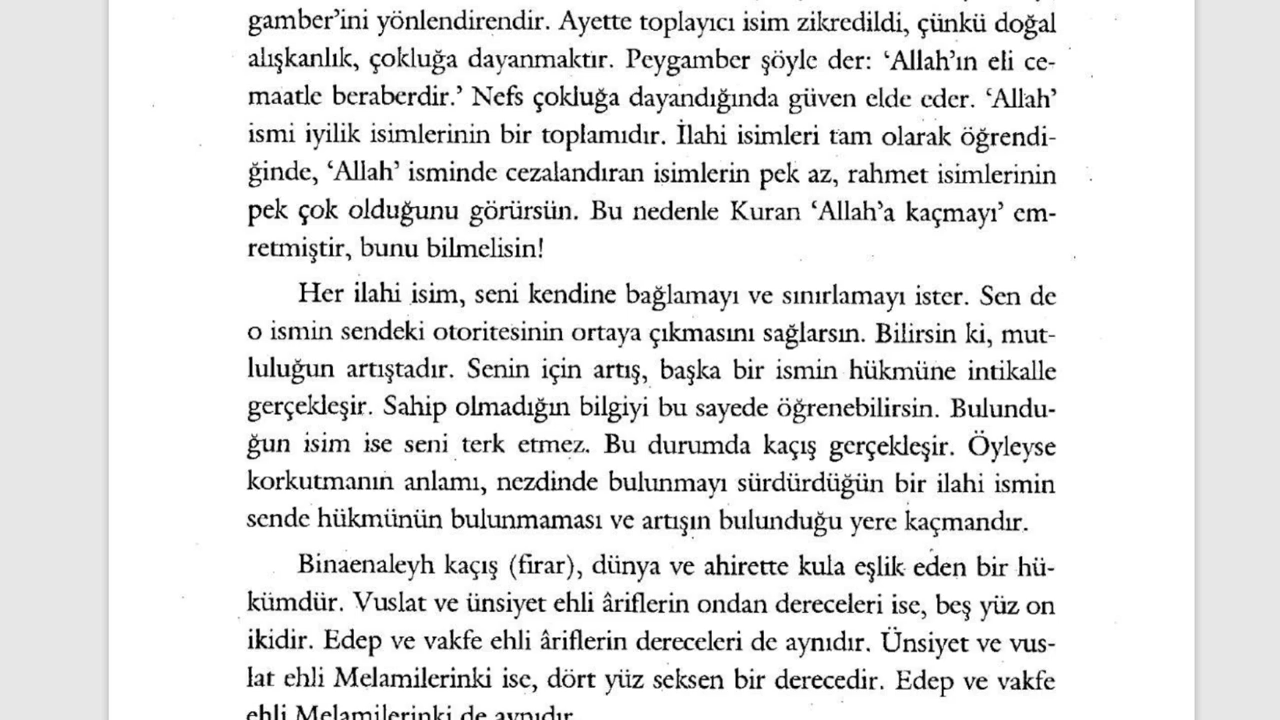 gamber’ini yönlendirendir. Ayette toplayıcı isim zikredildi, çünkü doğal
alışkanlık, çokluğa dayanmaktır. Peygamber şöyle der: ‘Allah’ın eli ce-
maatle beraberdir.’ Nefs çokluğa dayandığında güven elde eder. ‘Allah’
ismi iyilik isimlerinin bir toplamıdır. İlahi isimleri tam olarak öğrendi-
ğinde, ‘Allah’ isminde cezalandıran isimlerin pek az, rahmet isimlerinin
pek çok olduğunu görürsün. Bu nedenle Kuran ‘Allah’a kaçmayı’ em-
retmiştir, bunu bilmelisin!
Her ilahi isim, seni kendine bağlamayı ve sınırlamayı ister. Sen de
o ismin sendeki otoritesinin ortaya çıkmasını sağlarsın. Bilirsin ki, mut-
luluğun artıştadır. Senin için artış, başka bir ismin hükmüne intikalle
gerçekleşir. Sahip olmadığın bilgiyi bu sayede öğrenebilirsin. Bulundu-
ğun isim ise seni terk etmez. Bu durumda kaçış gerçekleşir. Öyleyse
korkutmanın anlamı, nezdinde bulunmayı sürdürdüğün bir ilahi ismin
sende hükmünün bulunmaması ve artışın bulunduğu yere kaçmandır.
Binaenaleyh kaçış (firar), dünya ve ahirette kula eşlik eden bir hü-
kümdür. Vuslat ve ünsiyet ehli âriflerin ondan dereceleri ise, beş yüz on
ikidir. Edep ve vakfe ehli âriflerin dereceleri de aynıdır. Ünsiyet ve vus-
lat ehli Melamilerinki ise, dört yüz seksen bir derecedir. Edep ve vakfe
ehli Melamilerinki de aynıdır.